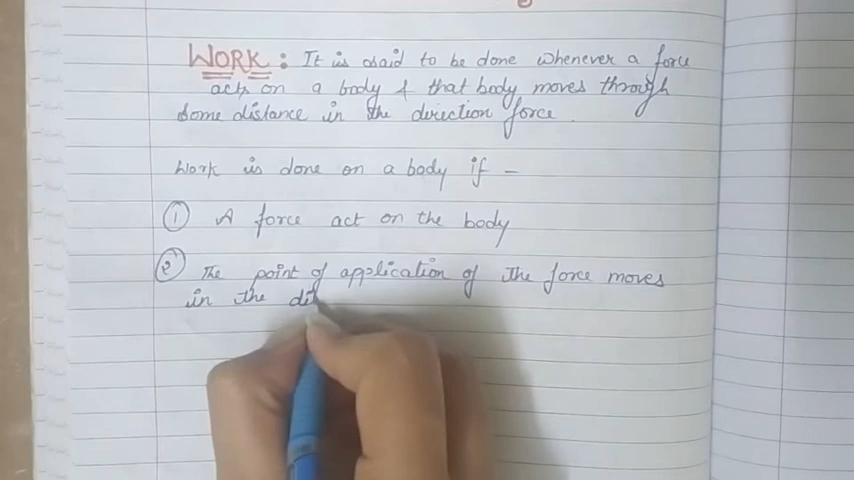 WORK : It is said to be done whenever a force
acts on a body & that body moves through
some distance in the direction force.
Work is done on a body if -
① A force act on the body
② The point of application of the force moves
in the di